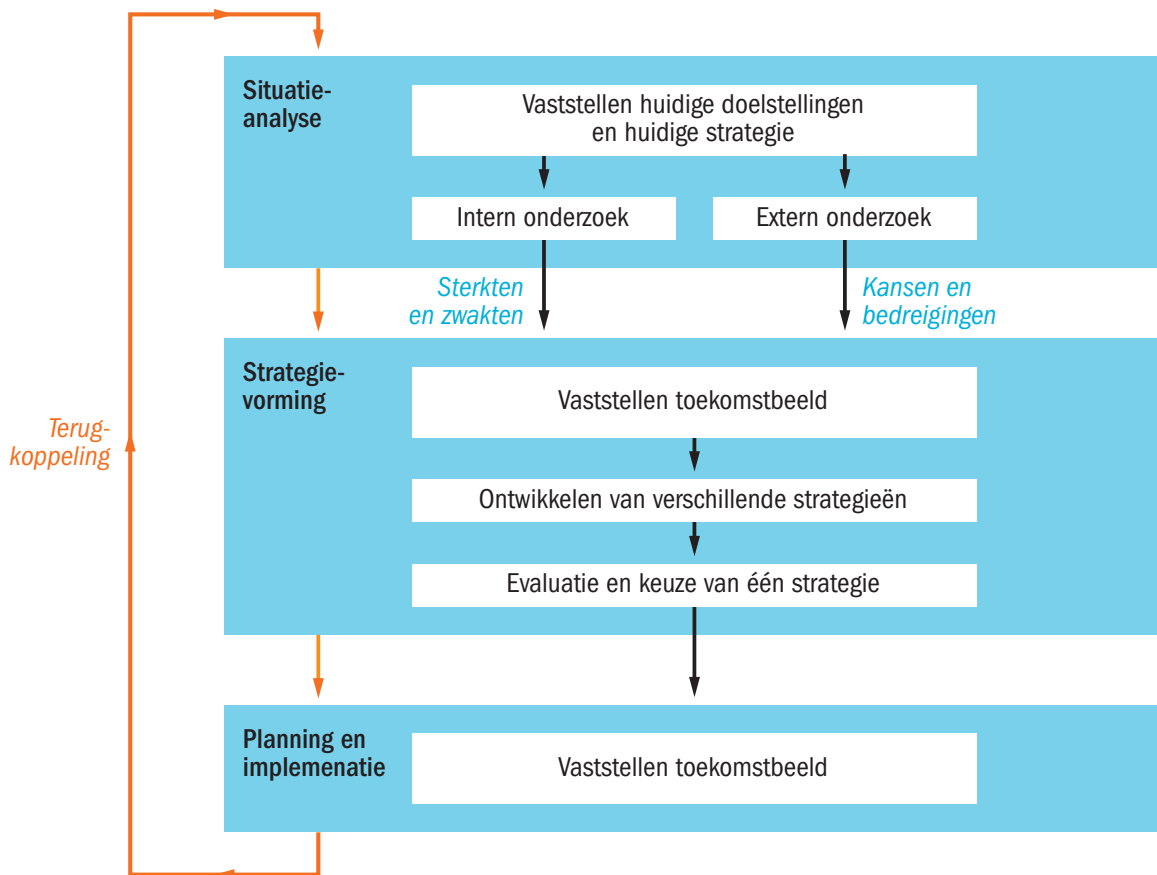 Situatie-
analyse
Vaststellen huidige doelstellingen
en huidige strategie
Intern onderzoek
Extern onderzoek
Sterkten
en zwakten
Kansen en
bedreigingen
Strategie-
vorming
Vaststellen toekomstbeeld
Ontwikkelen van verschillende strategieën
Evaluatie en keuze van één strategie
Terug-
koppeling
Planning en
implemenatie
Vaststellen toekomstbeeld